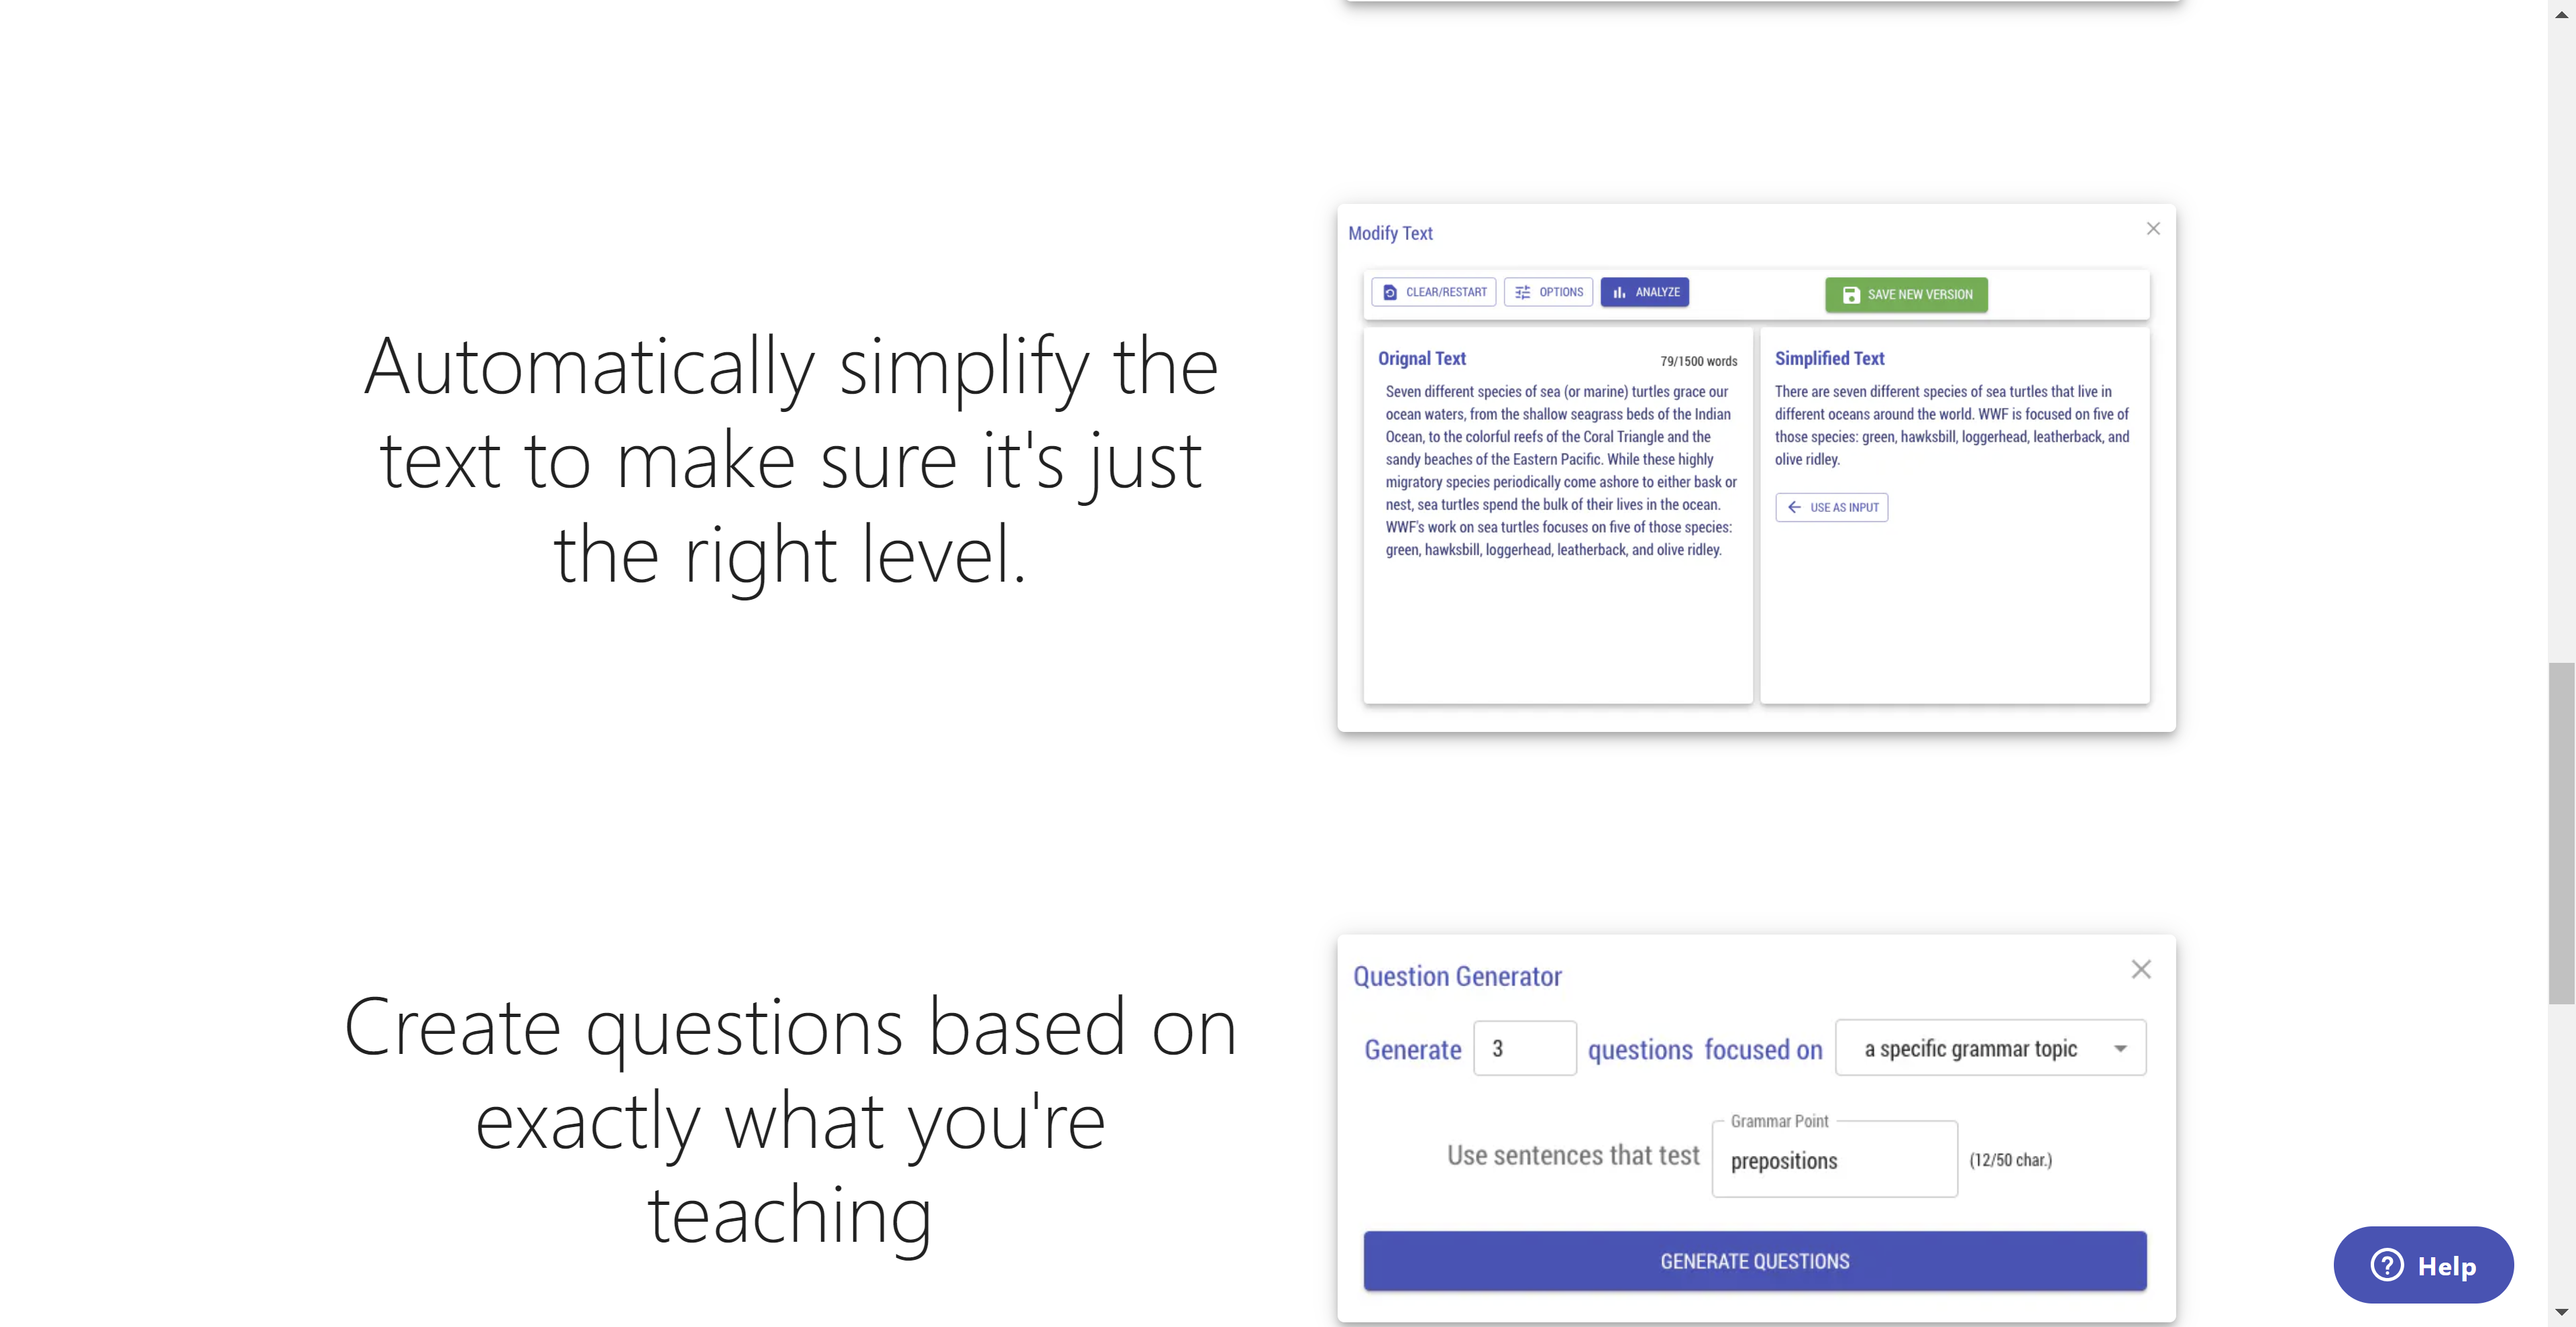 Automatically simplify the
text to make sure it's just
the right level.
Modify Text
CLEAR/RESTART
OPTIONS
ANALYZE
SAVE NEW VERSION
Orignal Text
79/1500 words
Seven different species of sea (or marine) turtles grace our
ocean waters, from the shallow seagrass beds of the Indian
Ocean, to the colorful reefs of the Coral Triangle and the
sandy beaches of the Eastern Pacific. While these highly
migratory species periodically come ashore to either bask or
nest, sea turtles spend the bulk of their lives in the ocean.
WWF's work on sea turtles focuses on five of those species:
green, hawksbill, loggerhead, leatherback, and olive ridley.
Simplified Text
There are seven different species of sea turtles that live in
different oceans around the world. WWF is focused on five of
those species: green, hawksbill, loggerhead, leatherback, and
olive ridley.
USE AS INPUT
Create questions based on
exactly what you're
teaching
Question Generator
Generate 3 questions focused on a specific grammar topic
Grammar Point
Use sentences that test prepositions (12/50 char.)
GENERATE QUESTIONS
Help